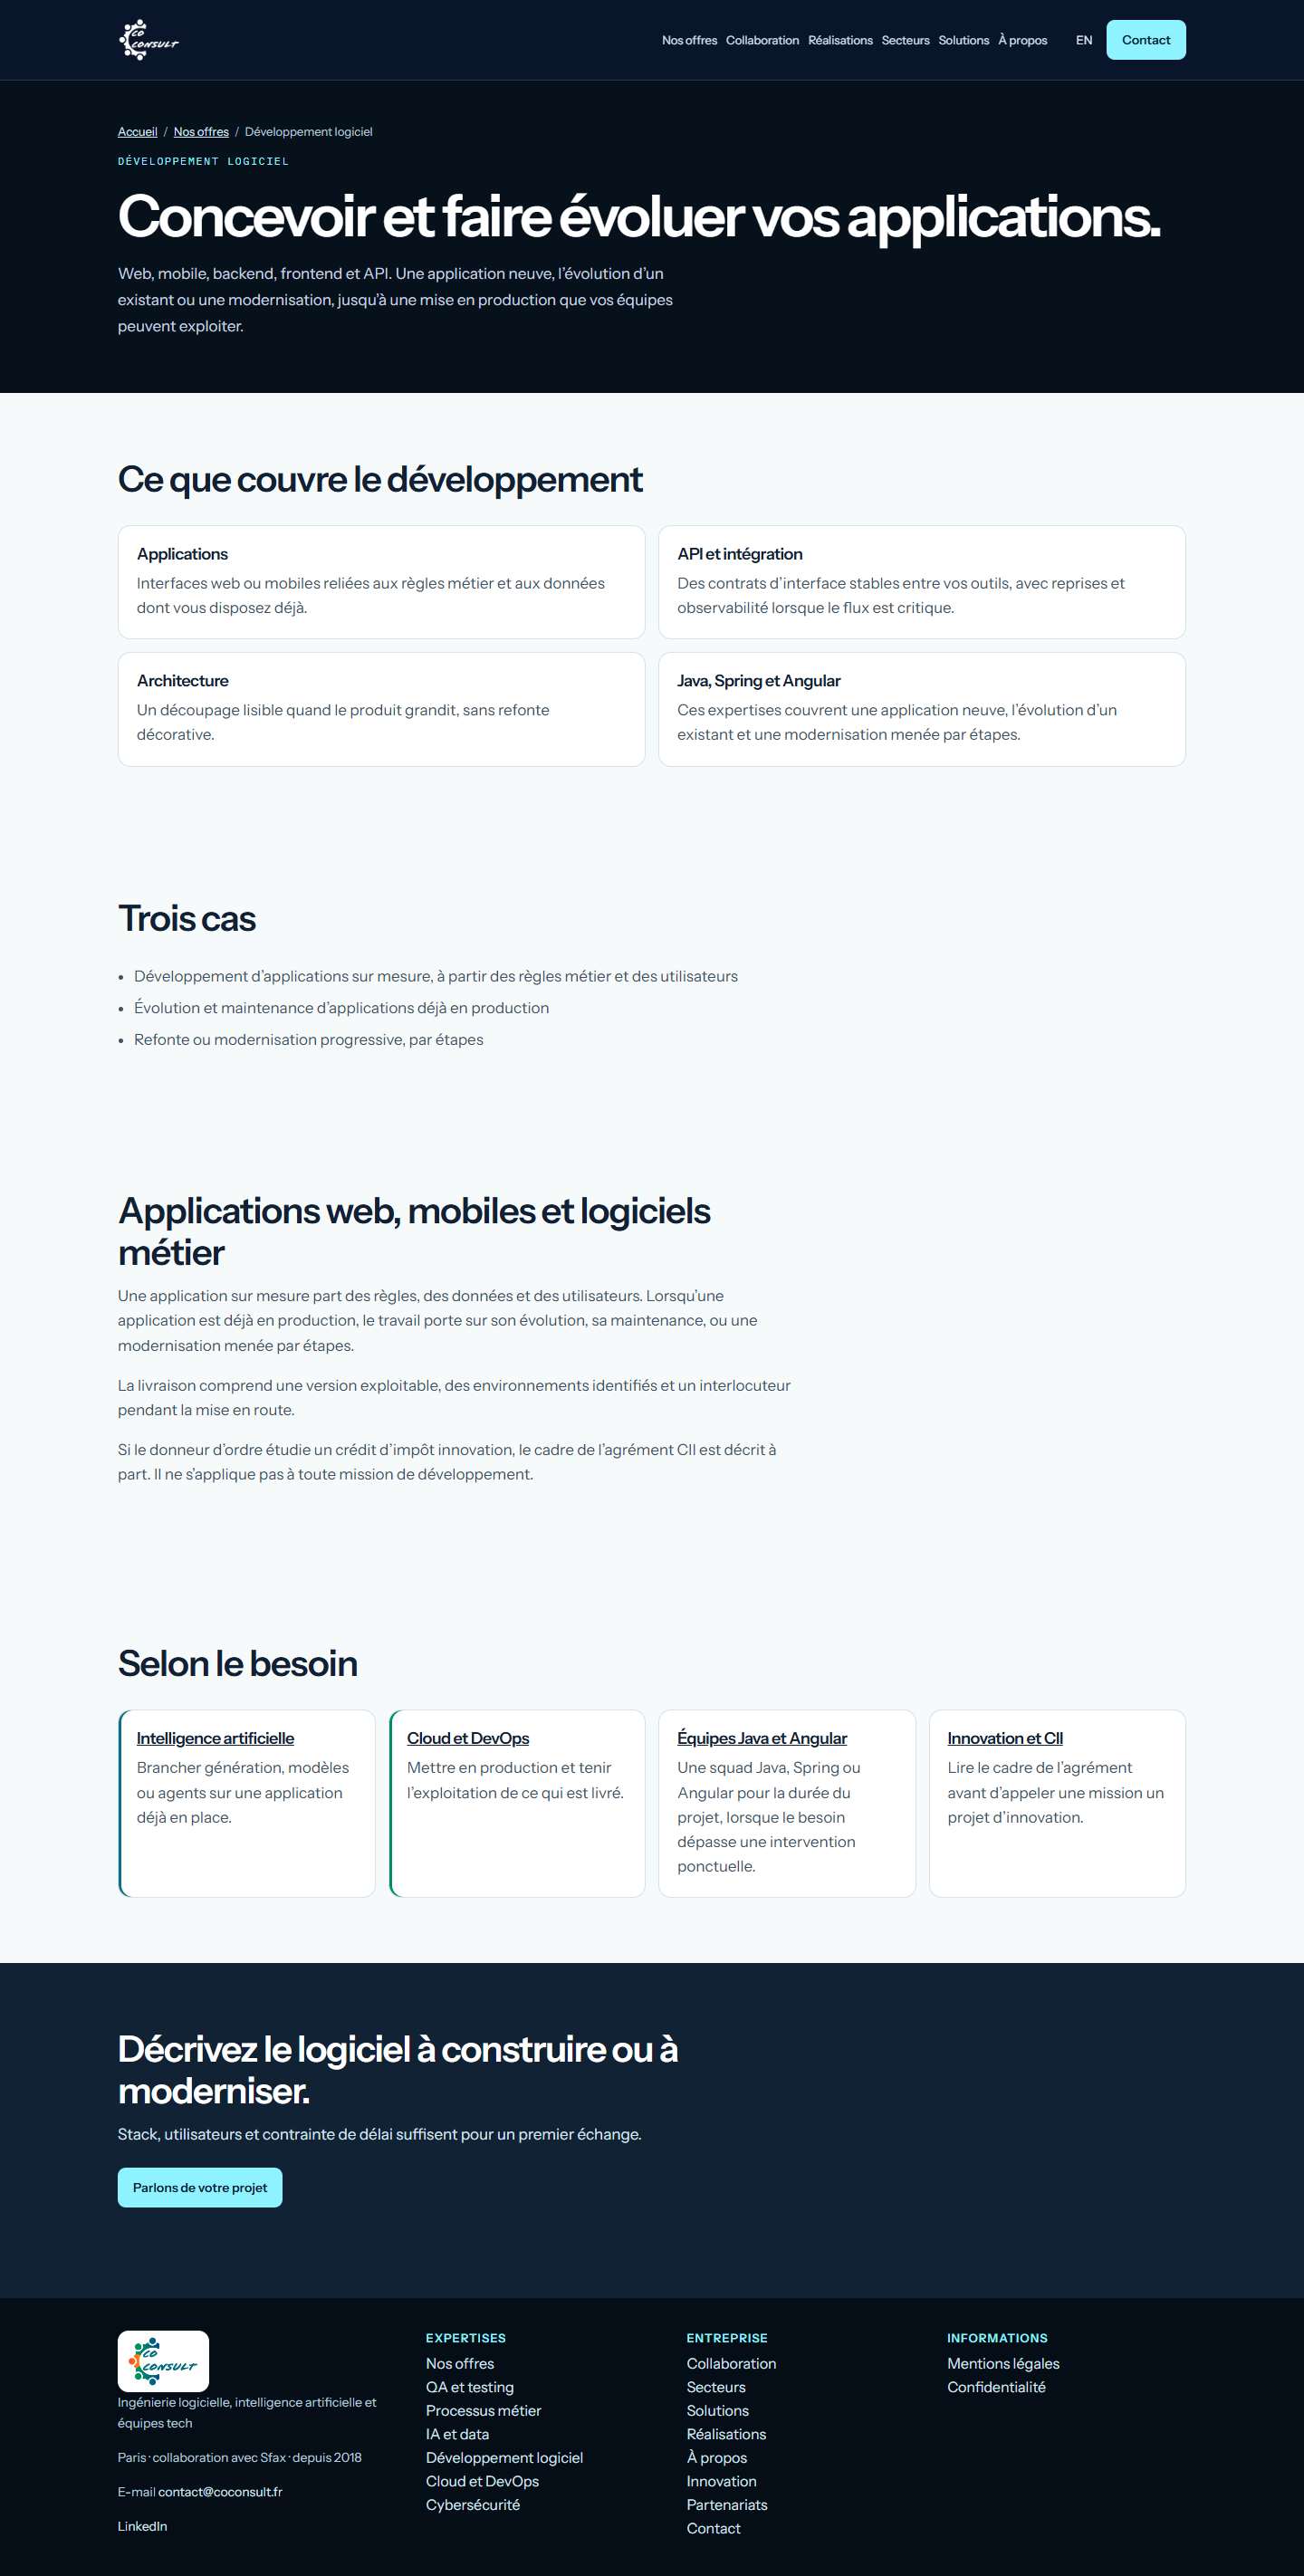 CO
CONSULT
Nos offres Collaboration Réalisations Secteurs Solutions À propos EN Contact
Accueil / Nos offres / Développement logiciel
DÉVELOPPEMENT LOGICIEL
Concevoir et faire évoluer vos applications.
Web, mobile, backend, frontend et API. Une application neuve, l’évolution d’un
existant ou une modernisation, jusqu’à une mise en production que vos équipes
peuvent exploiter.
Ce que couvre le développement
Applications
Interfaces web ou mobiles reliées aux règles métier et aux données
dont vous disposez déjà.
API et intégration
Des contrats d’interface stables entre vos outils, avec reprises et
observabilité lorsque le flux est critique.
Architecture
Un découpage lisible quand le produit grandit, sans refonte
décorative.
Java, Spring et Angular
Ces expertises couvrent une application neuve, l’évolution d’un
existant et une modernisation menée par étapes.
Trois cas
• Développement d’applications sur mesure, à partir des règles métier et des utilisateurs
• Évolution et maintenance d’applications déjà en production
• Refonte ou modernisation progressive, par étapes
Applications web, mobiles et logiciels
métier
Une application sur mesure part des règles, des données et des utilisateurs. Lorsqu’une
application est déjà en production, le travail porte sur son évolution, sa maintenance, ou une
modernisation menée par étapes.
La livraison comprend une version exploitable, des environnements identifiés et un interlocuteur
pendant la mise en route.
Si le donneur d’ordre étudie un crédit d’impôt innovation, le cadre de l’agrément CII est décrit à
part. Il ne s’applique pas à toute mission de développement.
Selon le besoin
Intelligence artificielle
Brancher génération, modèles
ou agents sur une application
déjà en place.
Cloud et DevOps
Mettre en production et tenir
l’exploitation de ce qui est livré.
Équipes Java et Angular
Une squad Java, Spring ou
Angular pour la durée du
projet, lorsque le besoin
dépasse une intervention
ponctuelle.
Innovation et CII
Lire le cadre de l’agrément
avant d’appeler une mission un
projet d’innovation.
Décrivez le logiciel à construire ou à
moderniser.
Stack, utilisateurs et contrainte de délai suffisent pour un premier échange.
Parlons de votre projet
CO
CONSULT
Ingénierie logicielle, intelligence artificielle et
équipes tech
Paris · collaboration avec Sfax · depuis 2018
E-mail contact@coconsult.fr
LinkedIn
EXPERTISES
Nos offres
QA et testing
Processus métier
IA et data
Développement logiciel
Cloud et DevOps
Cybersécurité
ENTREPRISE
Collaboration
Secteurs
Solutions
Réalisations
À propos
Innovation
Partenariats
Contact
INFORMATIONS
Mentions légales
Confidentialité